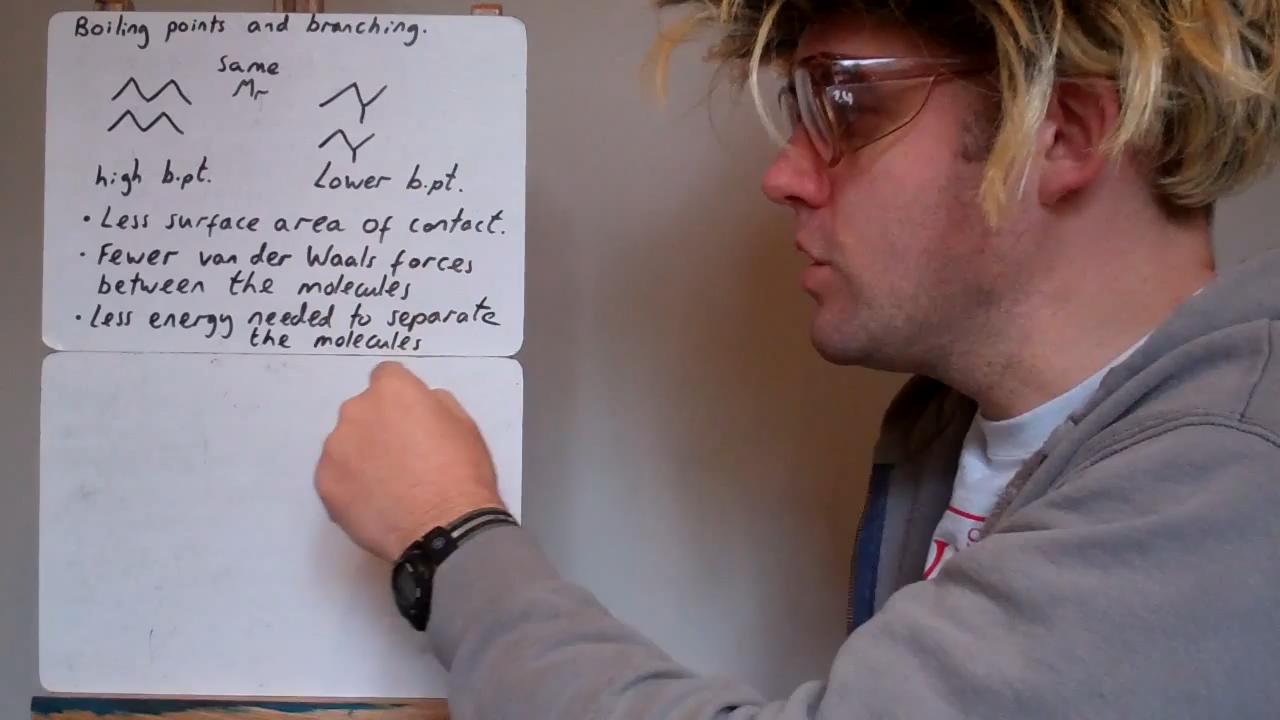 Boiling points and branching.
Same
Mr
high b.pt.
Lower b.pt.
• Less surface area of contact.
• Fewer van der Waals forces
between the molecules
• Less energy needed to separate
the molecules